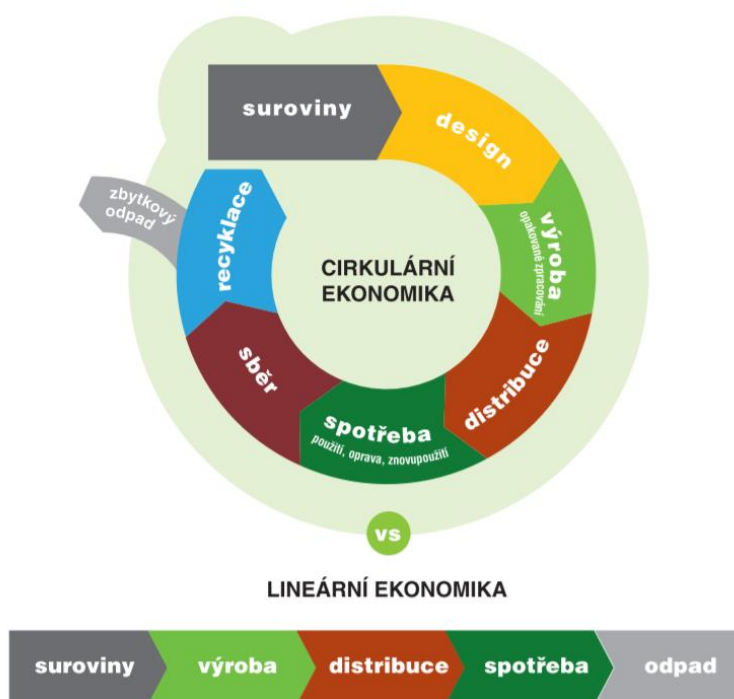 suroviny
design
výroba
opakované zpracování
distribuce
spotřeba
použití, oprava, znovupoužití
sběr
recyklace
zbytkový
odpad
CIRKULÁRNÍ
EKONOMIKA
vs
LINEÁRNÍ EKONOMIKA
suroviny
výroba
distribuce
spotřeba
odpad